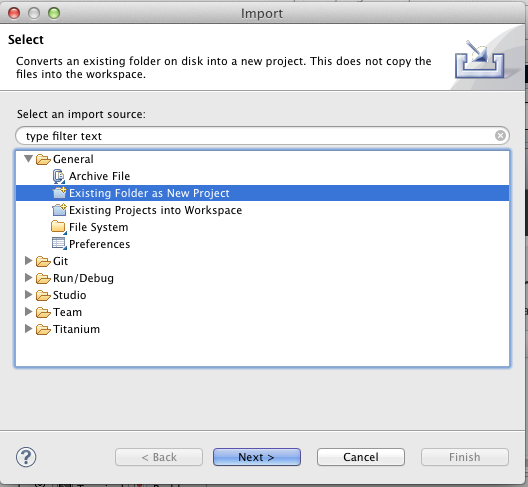 Import
Select
Converts an existing folder on disk into a new project. This does not copy the
files into the workspace.
Select an import source:
type filter text
General
Archive File
Existing Folder as New Project
Existing Projects into Workspace
File System
Preferences
Git
Run/Debug
Studio
Team
Titanium
?
< Back
Next >
Cancel
Finish